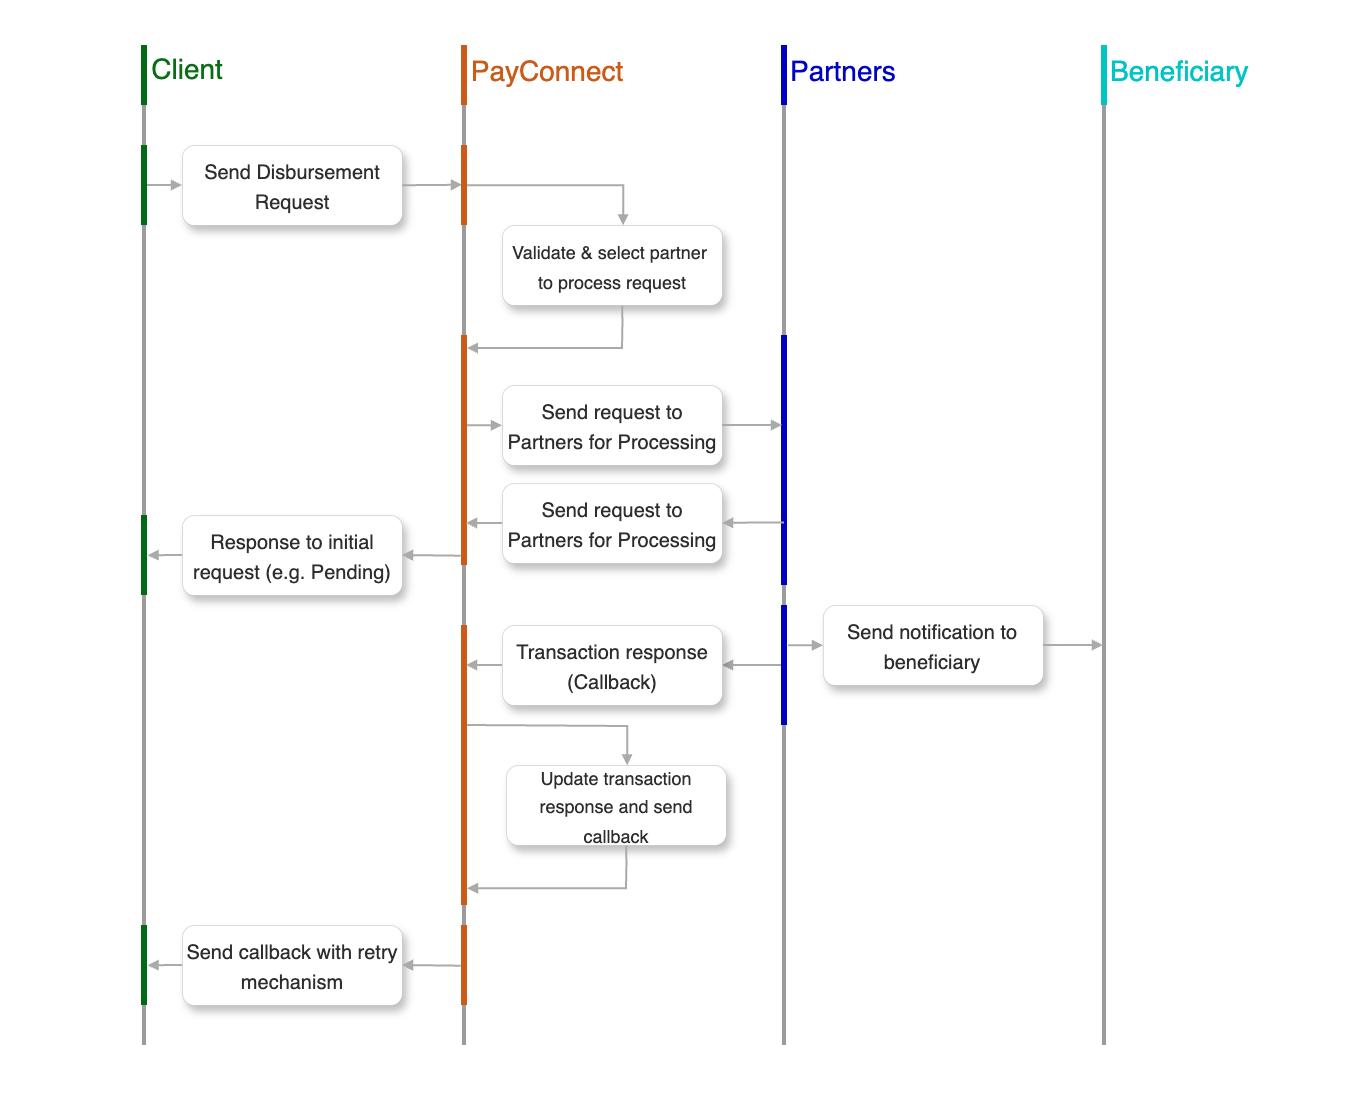 Client
PayConnect
Partners
Beneficiary
Send Disbursement
Request
Validate & select partner
to process request
Send request to
Partners for Processing
Send request to
Partners for Processing
Response to initial
request (e.g. Pending)
Send notification to
beneficiary
Transaction response
(Callback)
Update transaction
response and send
callback
Send callback with retry
mechanism